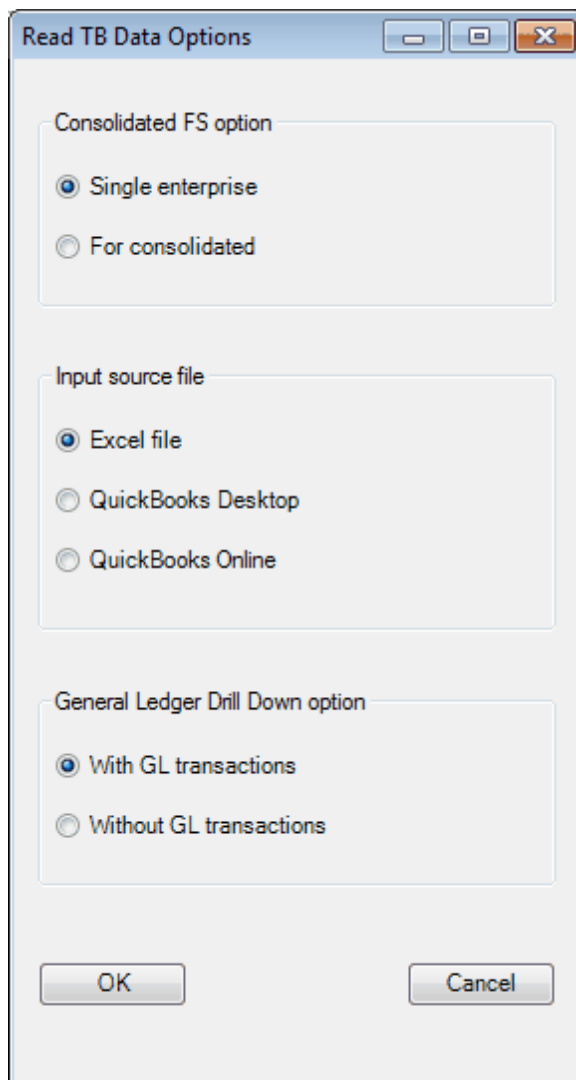 Read TB Data Options
Consolidated FS option
Single enterprise
For consolidated
Input source file
Excel file
QuickBooks Desktop
QuickBooks Online
General Ledger Drill Down option
With GL transactions
Without GL transactions
OK Cancel